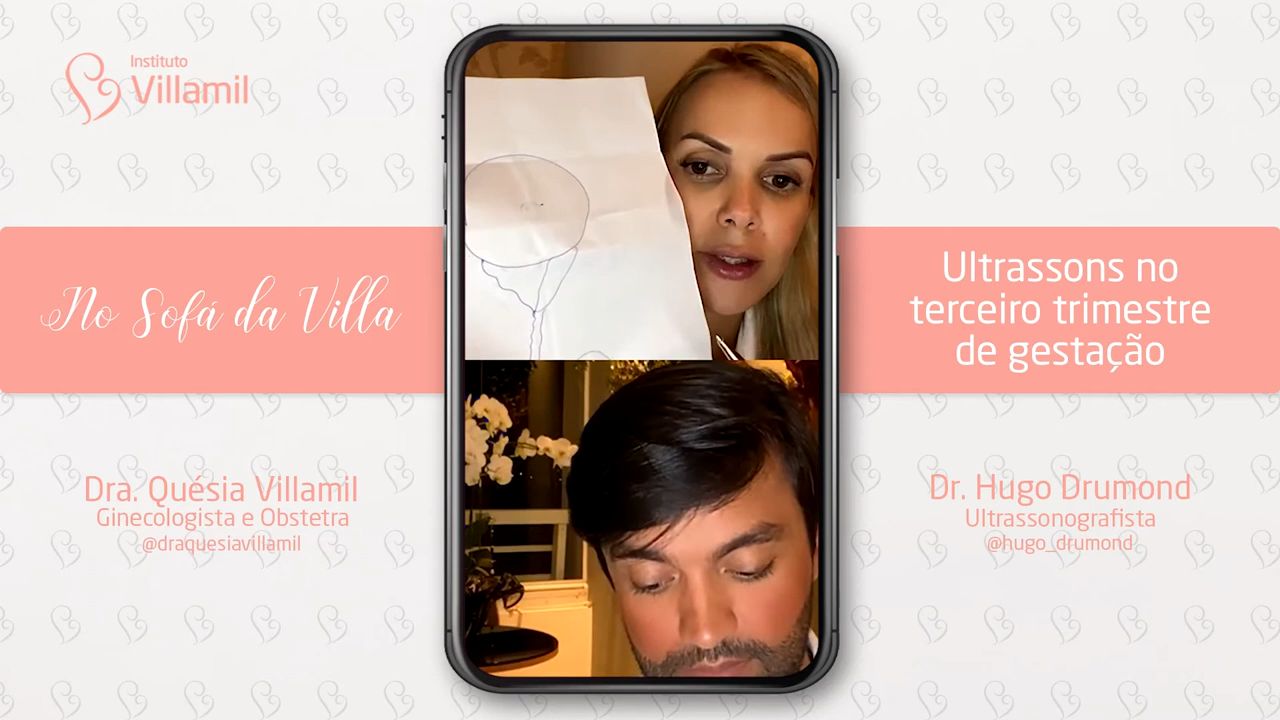 Instituto
Villamil
No Sofá da Villa
Ultrassons no
terceiro trimestre
de gestação
Dra. Quésia Villamil
Ginecologista e Obstetra
@draquesiavillamil
Dr. Hugo Drumond
Ultrassonografista
@hugo_drumond